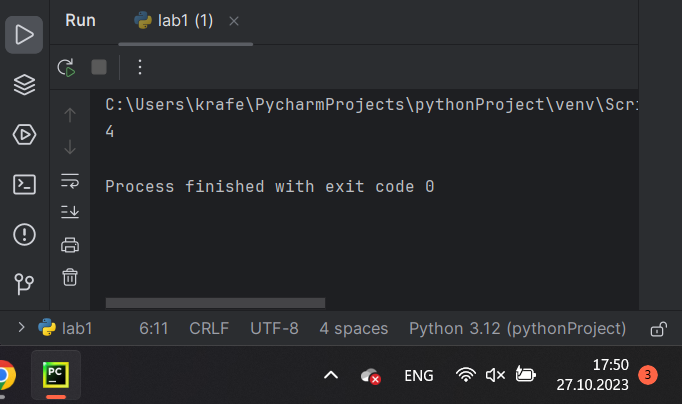 Run lab1 (1)
C:\Users\krafe\PycharmProjects\pythonProject\venv\Scri
4
Process finished with exit code 0
lab1 6:11 CRLF UTF-8 4 spaces Python 3.12 (pythonProject)
PC
ENG
17:50
27.10.2023
3